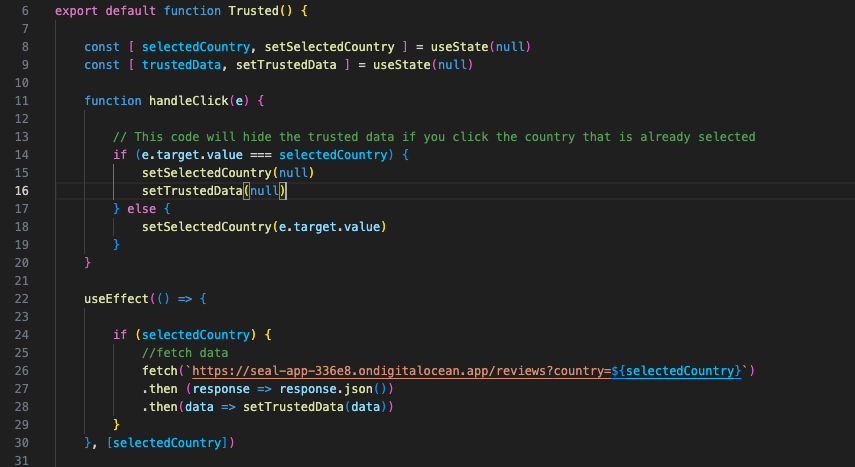 6 export default function Trusted() {
7
8 const [ selectedCountry, setSelectedCountry ] = useState(null)
9 const [ trustedData, setTrustedData ] = useState(null)
10
11 function handleClick(e) {
12
13 // This code will hide the trusted data if you click the country that is already selected
14 if (e.target.value === selectedCountry) {
15 setSelectedCountry(null)
16 setTrustedData(null)
17 } else {
18 setSelectedCountry(e.target.value)
19 }
20 }
21
22 useEffect(() => {
23
24 if (selectedCountry) {
25 //fetch data
26 fetch(`https://seal-app-336e8.ondigitalocean.app/reviews?country=${selectedCountry}`)
27 .then (response => response.json())
28 .then(data => setTrustedData(data))
29 }
30 }, [selectedCountry])
31